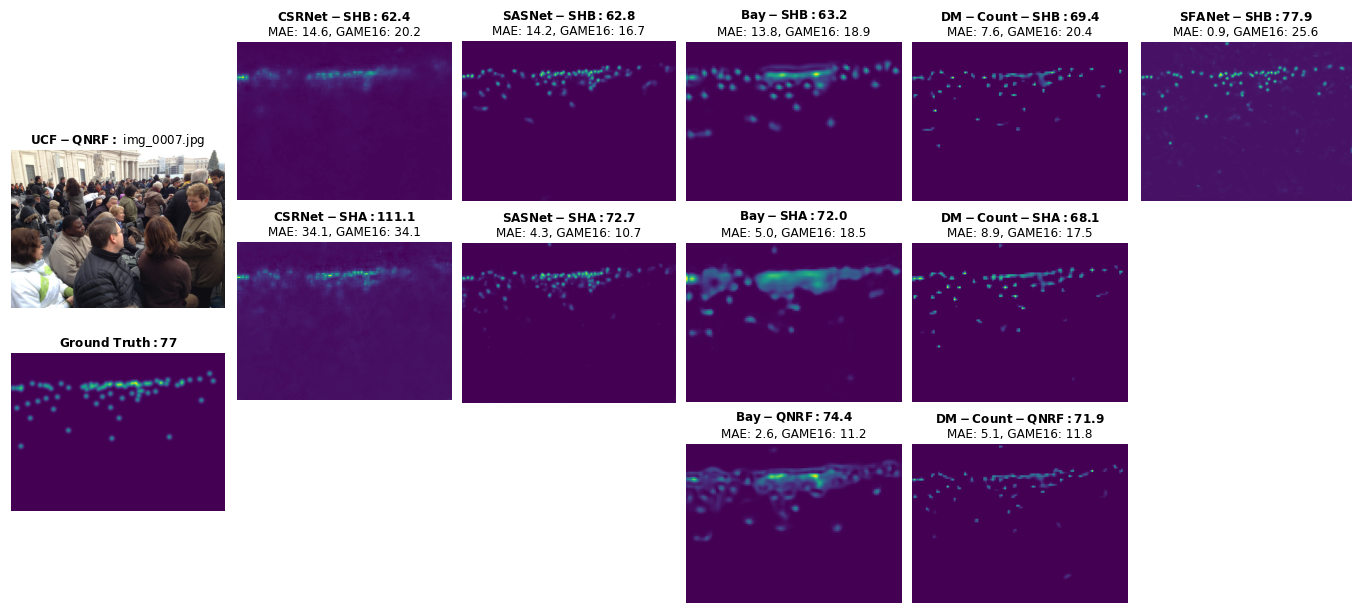 CSRNet − SHB : 62.4
MAE: 14.6, GAME16: 20.2
SASNet − SHB : 62.8
MAE: 14.2, GAME16: 16.7
Bay − SHB : 63.2
MAE: 13.8, GAME16: 18.9
DM − Count − SHB : 69.4
MAE: 7.6, GAME16: 20.4
SFANet − SHB : 77.9
MAE: 0.9, GAME16: 25.6
UCF − QNRF : img_0007.jpg
CSRNet − SHA : 111.1
MAE: 34.1, GAME16: 34.1
SASNet − SHA : 72.7
MAE: 4.3, GAME16: 10.7
Bay − SHA : 72.0
MAE: 5.0, GAME16: 18.5
DM − Count − SHA : 68.1
MAE: 8.9, GAME16: 17.5
Ground Truth : 77
Bay − QNRF : 74.4
MAE: 2.6, GAME16: 11.2
DM − Count − QNRF : 71.9
MAE: 5.1, GAME16: 11.8